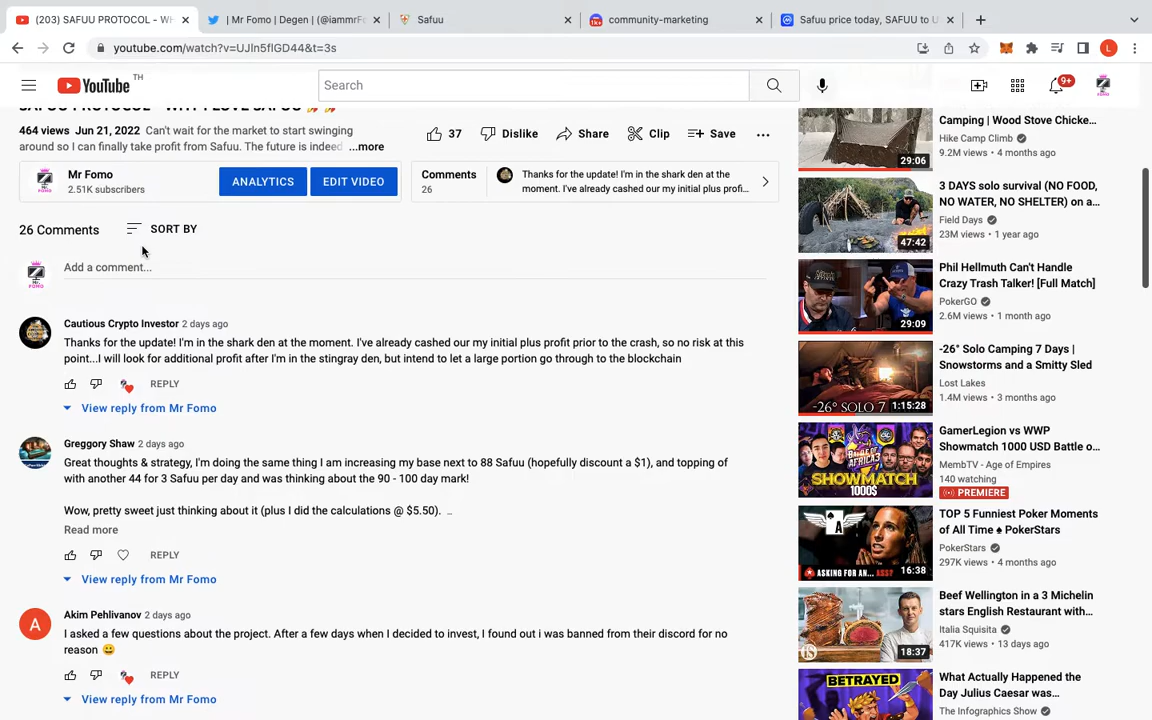 (203) SAFUU PROTOCOL - WH
| Mr Fomo | Degen | (@iammrFo
Safuu
community-marketing
Safuu price today, SAFUU to U
youtube.com/watch?v=UJIn5fIGD44&t=3s
L
YouTube TH
Search
9+
464 views Jun 21, 2022 Can't wait for the market to start swinging
around so I can finally take profit from Safuu. The future is indeed ...more
37 Dislike Share Clip Save
Mr Fomo
2.51K subscribers
ANALYTICS
EDIT VIDEO
Comments
26
Thanks for the update! I'm in the shark den at the
moment. I've already cashed our my initial plus profi...
26 Comments SORT BY
Add a comment...
Cautious Crypto Investor 2 days ago
Thanks for the update! I'm in the shark den at the moment. I've already cashed our my initial plus profit prior to the crash, so no risk at this
point...I will look for additional profit after I'm in the stingray den, but intend to let a large portion go through to the blockchain
REPLY
View reply from Mr Fomo
Greggory Shaw 2 days ago
Great thoughts & strategy, I'm doing the same thing I am increasing my base next to 88 Safuu (hopefully discount a $1), and topping of
with another 44 for 3 Safuu per day and was thinking about the 90 - 100 day mark!
Wow, pretty sweet just thinking about it (plus I did the calculations @ $5.50). ...
Read more
REPLY
View reply from Mr Fomo
A
Akim Pehlivanov 2 days ago
I asked a few questions about the project. After a few days when I decided to invest, I found out i was banned from their discord for no
reason 😀
REPLY
View reply from Mr Fomo
Camping | Wood Stove Chicke...
Hike Camp Climb
9.2M views • 4 months ago
29:06
3 DAYS solo survival (NO FOOD,
NO WATER, NO SHELTER) on a...
Field Days
23M views • 1 year ago
47:42
Phil Hellmuth Can't Handle
Crazy Trash Talker! [Full Match]
PokerGO
2.6M views • 1 month ago
29:09
-26° Solo Camping 7 Days |
Snowstorms and a Smitty Sled
Lost Lakes
1.4M views • 3 months ago
-26° SOLO 7
1:15:28
GamerLegion vs WWP
Showmatch 1000 USD Battle o...
MembTV - Age of Empires
140 watching
PREMIERE
SHOWMATCH
1000$
TOP 5 Funniest Poker Moments
of All Time ♠ PokerStars
PokerStars
297K views • 4 months ago
ASKING FOR AN...
16:38
Beef Wellington in a 3 Michelin
stars English Restaurant with...
Italia Squisita
417K views • 13 days ago
18:37
What Actually Happened the
Day Julius Caesar was...
The Infographics Show
BETRAYED